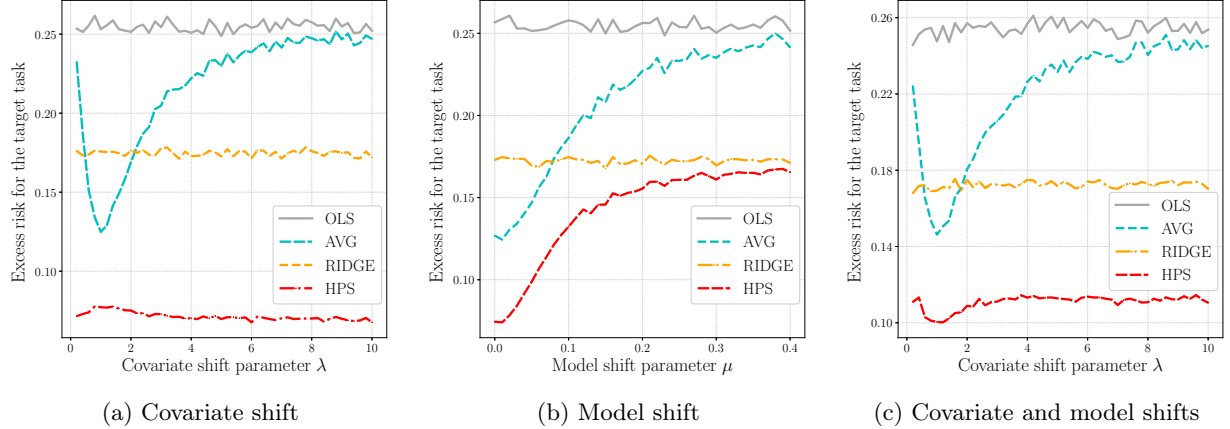 Excess risk for the target task
0.25
0.20
0.15
0.10
OLS
AVG
RIDGE
HPS
0 2 4 6 8 10
Covariate shift parameter λ
(a) Covariate shift
Excess risk for the target task
0.25
0.20
0.15
0.10
OLS
AVG
RIDGE
HPS
0.0 0.1 0.2 0.3 0.4
Model shift parameter μ
(b) Model shift
Excess risk for the target task
0.26
0.22
0.18
0.14
0.10
OLS
AVG
RIDGE
HPS
0 2 4 6 8 10
Covariate shift parameter λ
(c) Covariate and model shifts